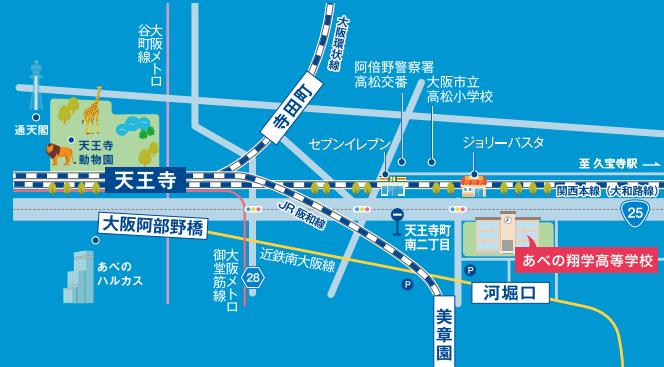 大阪メトロ
谷町線
大阪環状線
阿倍野警察署
高松交番
大阪市立
高松小学校
寺田町
通天閣
天王寺
動物園
セブンイレブン
ジョリーパスタ
至 久宝寺駅
天王寺
関西本線（大和路線）
25
JR阪和線
大阪阿部野橋
天王寺町
南二丁目
あべの
ハルカス
大阪メトロ
御堂筋線
28
近鉄南大阪線
あべの翔学高等学校
P
P
河堀口
美章園